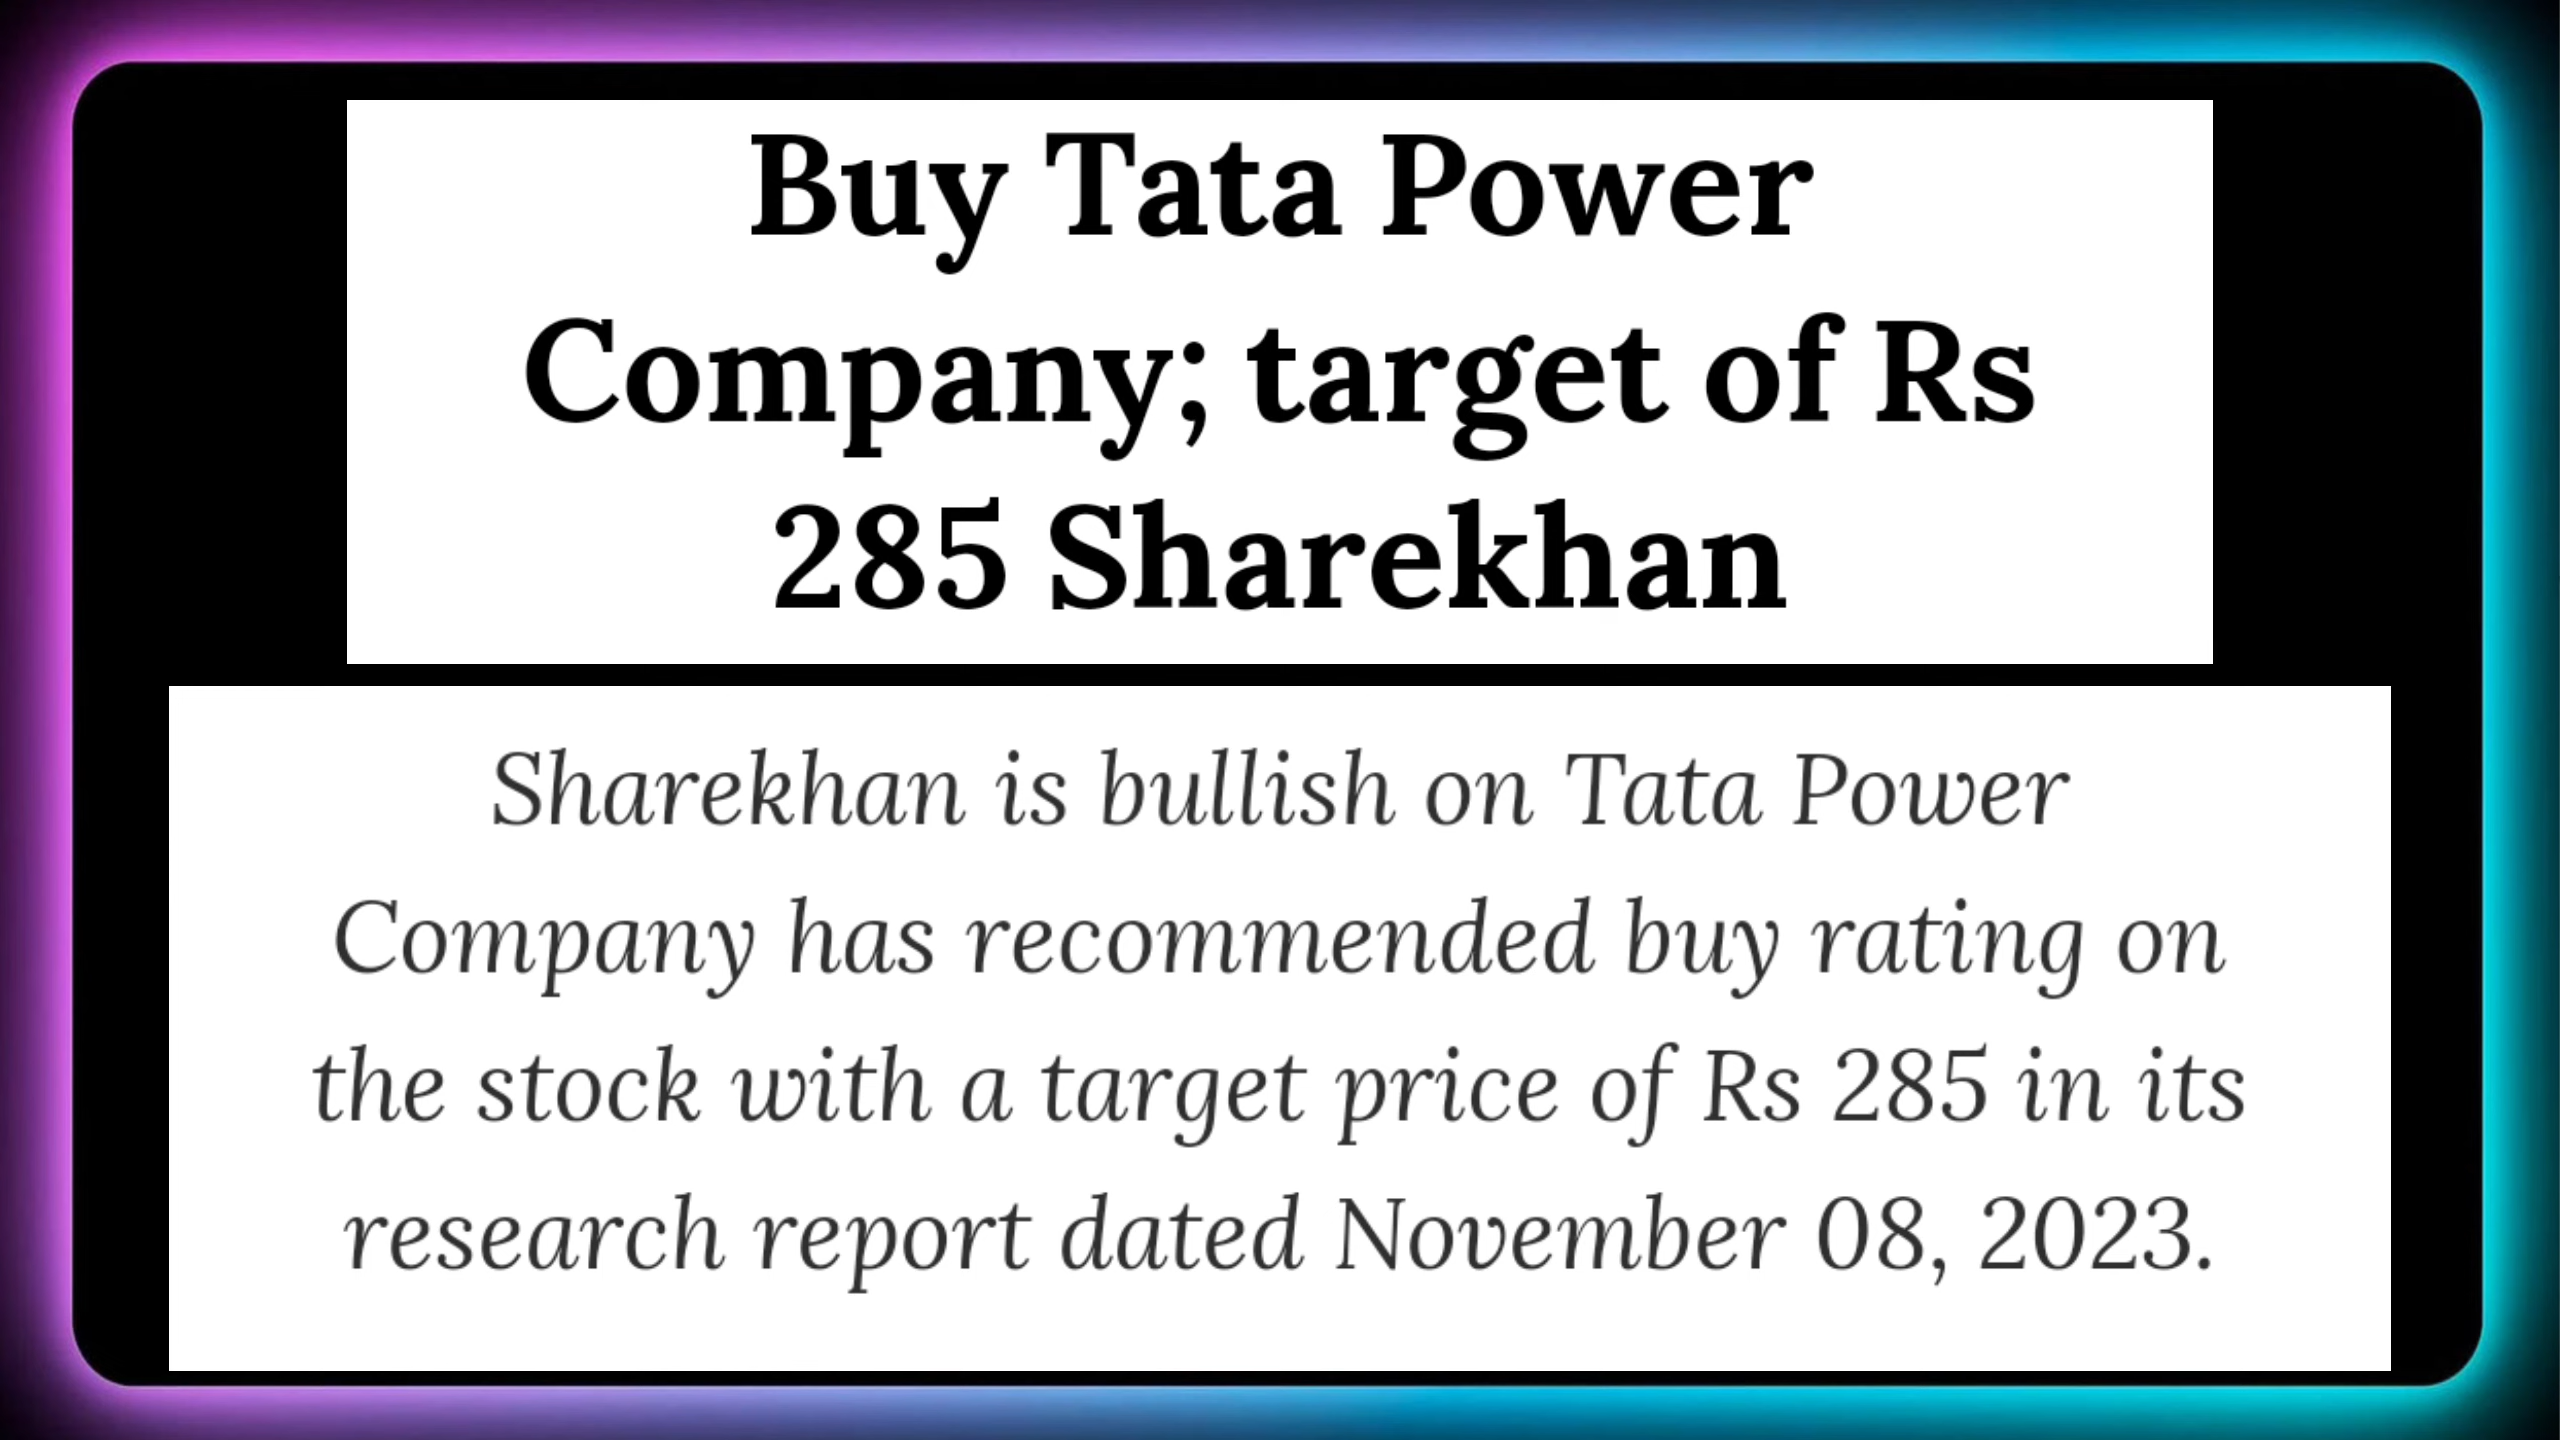 Buy Tata Power
Company; target of Rs
285 Sharekhan
Sharekhan is bullish on Tata Power
Company has recommended buy rating on
the stock with a target price of Rs 285 in its
research report dated November 08, 2023.